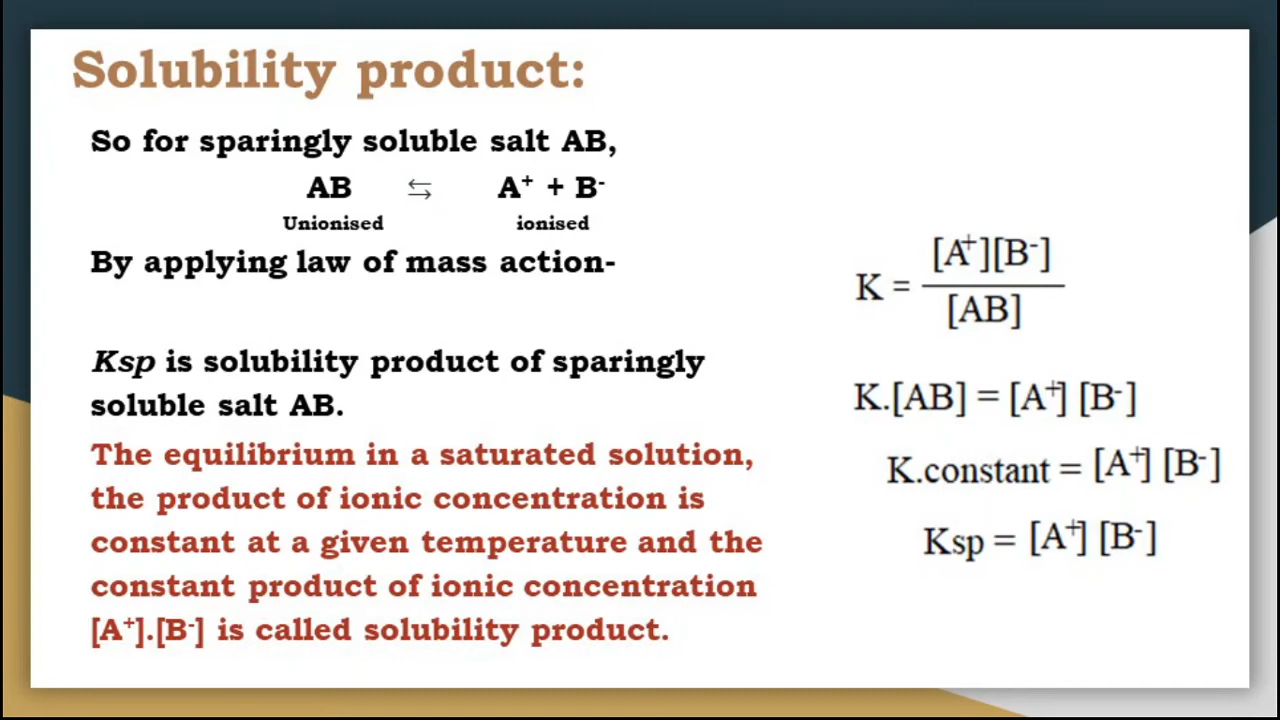 Solubility product:
So for sparingly soluble salt AB,
AB ⇆ A⁺ + B⁻
Unionised ionised
By applying law of mass action-
Ksp is solubility product of sparingly
soluble salt AB.
The equilibrium in a saturated solution,
the product of ionic concentration is
constant at a given temperature and the
constant product of ionic concentration
[A⁺].[B⁻] is called solubility product.
[A⁺][B⁻]
K =
[AB]
K.[AB] = [A⁺] [B⁻]
K.constant = [A⁺] [B⁻]
Ksp = [A⁺] [B⁻]